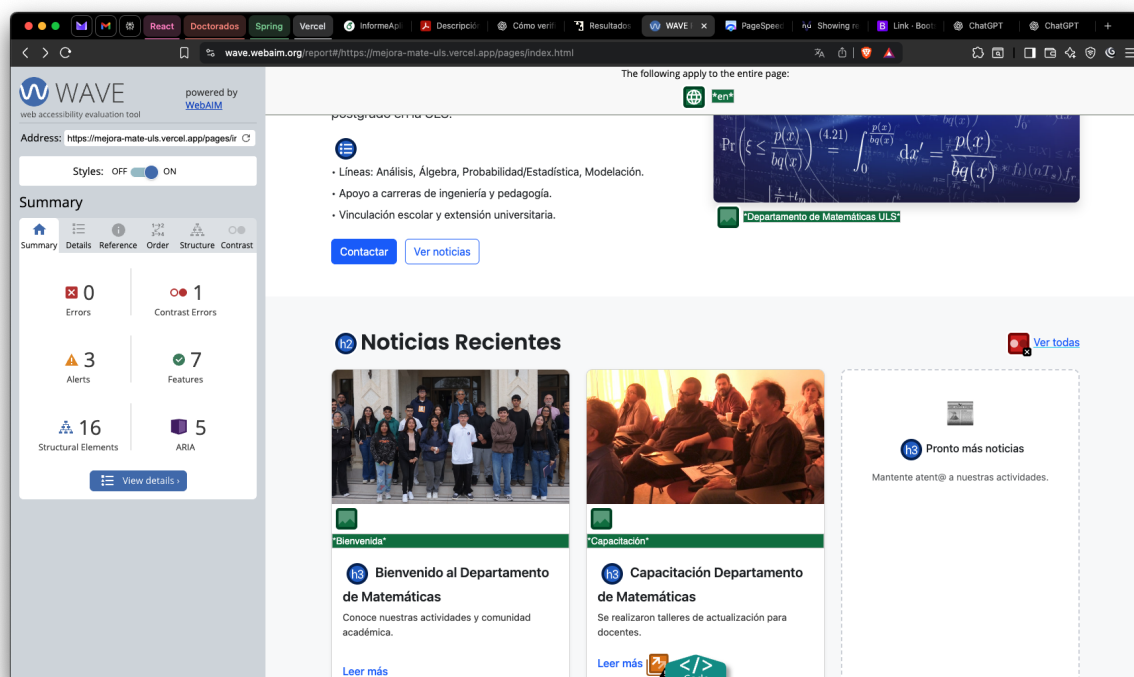 React
Doctorados
Spring
Vercel
InformeApli
Descripción
Cómo verifi
Resultados
WAVE
PageSpeed
Showing re
Link · Boots
ChatGPT
ChatGPT
wave.webaim.org/report#/https://mejora-mate-uls.vercel.app/pages/index.html
WAVE
web accessibility evaluation tool
powered by
WebAIM
Address: https://mejora-mate-uls.vercel.app/pages/ir
Styles: OFF ON
Summary
Summary Details Reference Order Structure Contrast
0
Errors
1
Contrast Errors
3
Alerts
7
Features
16
Structural Elements
5
ARIA
View details ›
The following apply to the entire page:
*en*
postgrado en la ULS.
• Líneas: Análisis, Álgebra, Probabilidad/Estadística, Modelación.
• Apoyo a carreras de ingeniería y pedagogía.
• Vinculación escolar y extensión universitaria.
Contactar
Ver noticias
*Departamento de Matemáticas ULS*
h2 Noticias Recientes
Ver todas
*Bienvenida*
h3 Bienvenido al Departamento
de Matemáticas
Conoce nuestras actividades y comunidad
académica.
Leer más
*Capacitación*
h3 Capacitación Departamento
de Matemáticas
Se realizaron talleres de actualización para
docentes.
Leer más
</>
h3 Pronto más noticias
Mantente atent@ a nuestras actividades.